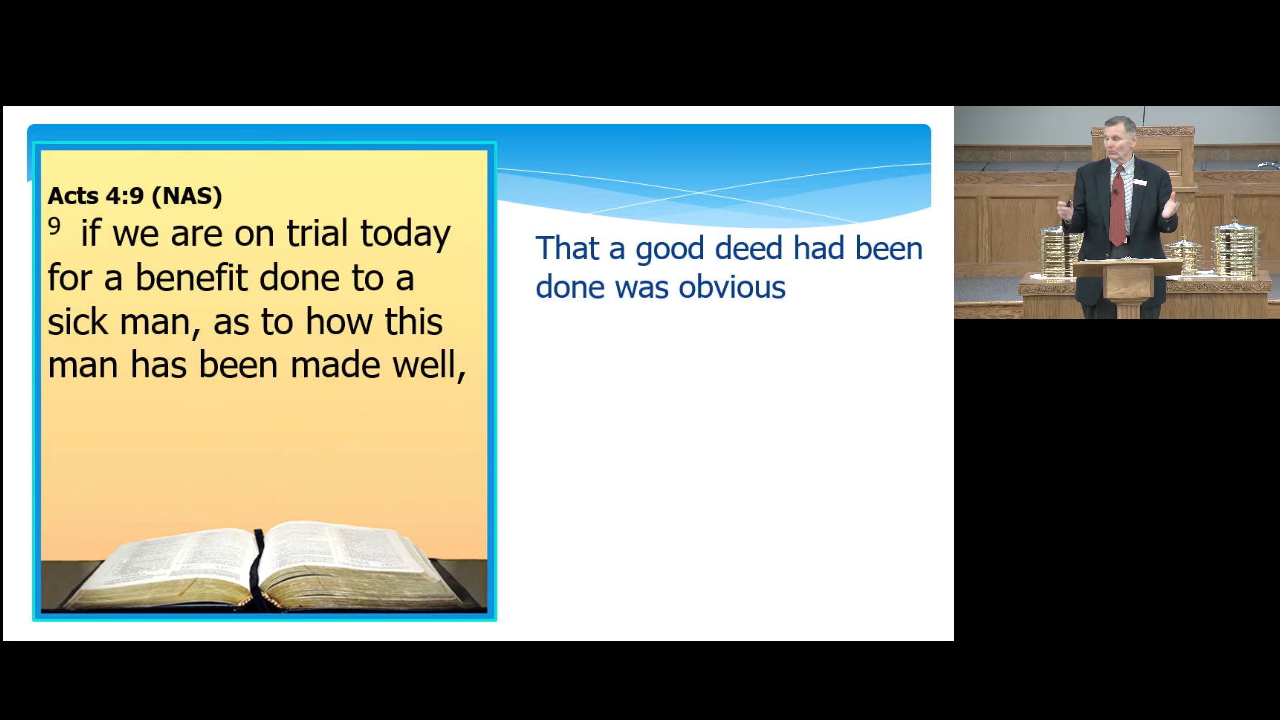 Acts 4:9 (NAS)
9 if we are on trial today
for a benefit done to a
sick man, as to how this
man has been made well,
That a good deed had been
done was obvious